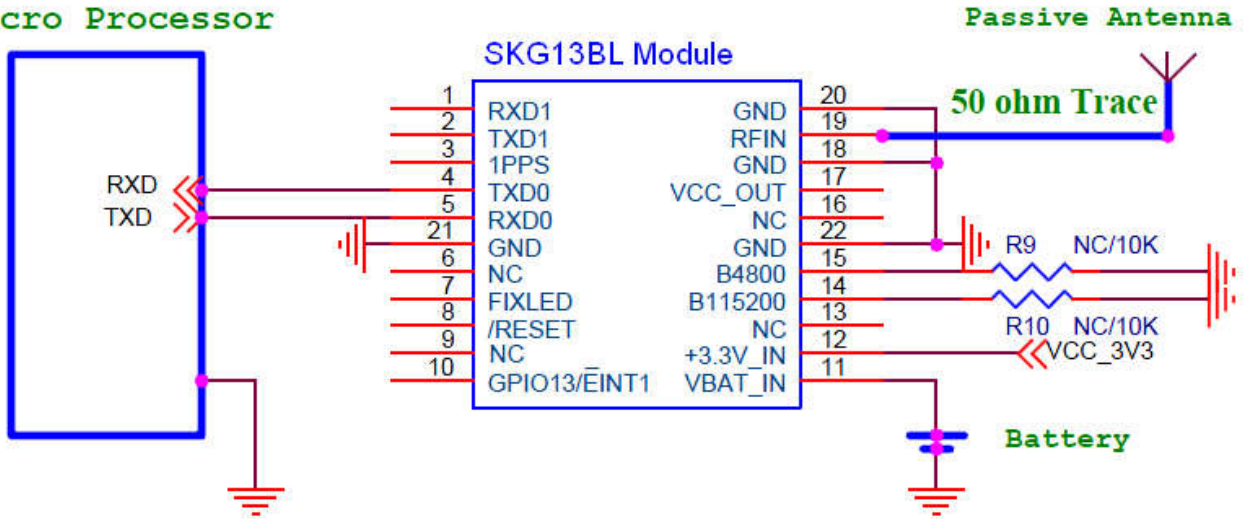 cro Processor
Passive Antenna
SKG13BL Module
50 ohm Trace
RXD
TXD
1 RXD1
2 TXD1
3 1PPS
4 TXD0
5 RXD0
21 GND
6 NC
7 FIXLED
8 /RESET
9 NC
10 GPIO13/EINT1
GND 20
RFIN 19
GND 18
VCC_OUT 17
NC 16
GND 22
B4800 15
B115200 14
NC 13
+3.3V_IN 12
VBAT_IN 11
R9 NC/10K
R10 NC/10K
VCC_3V3
Battery